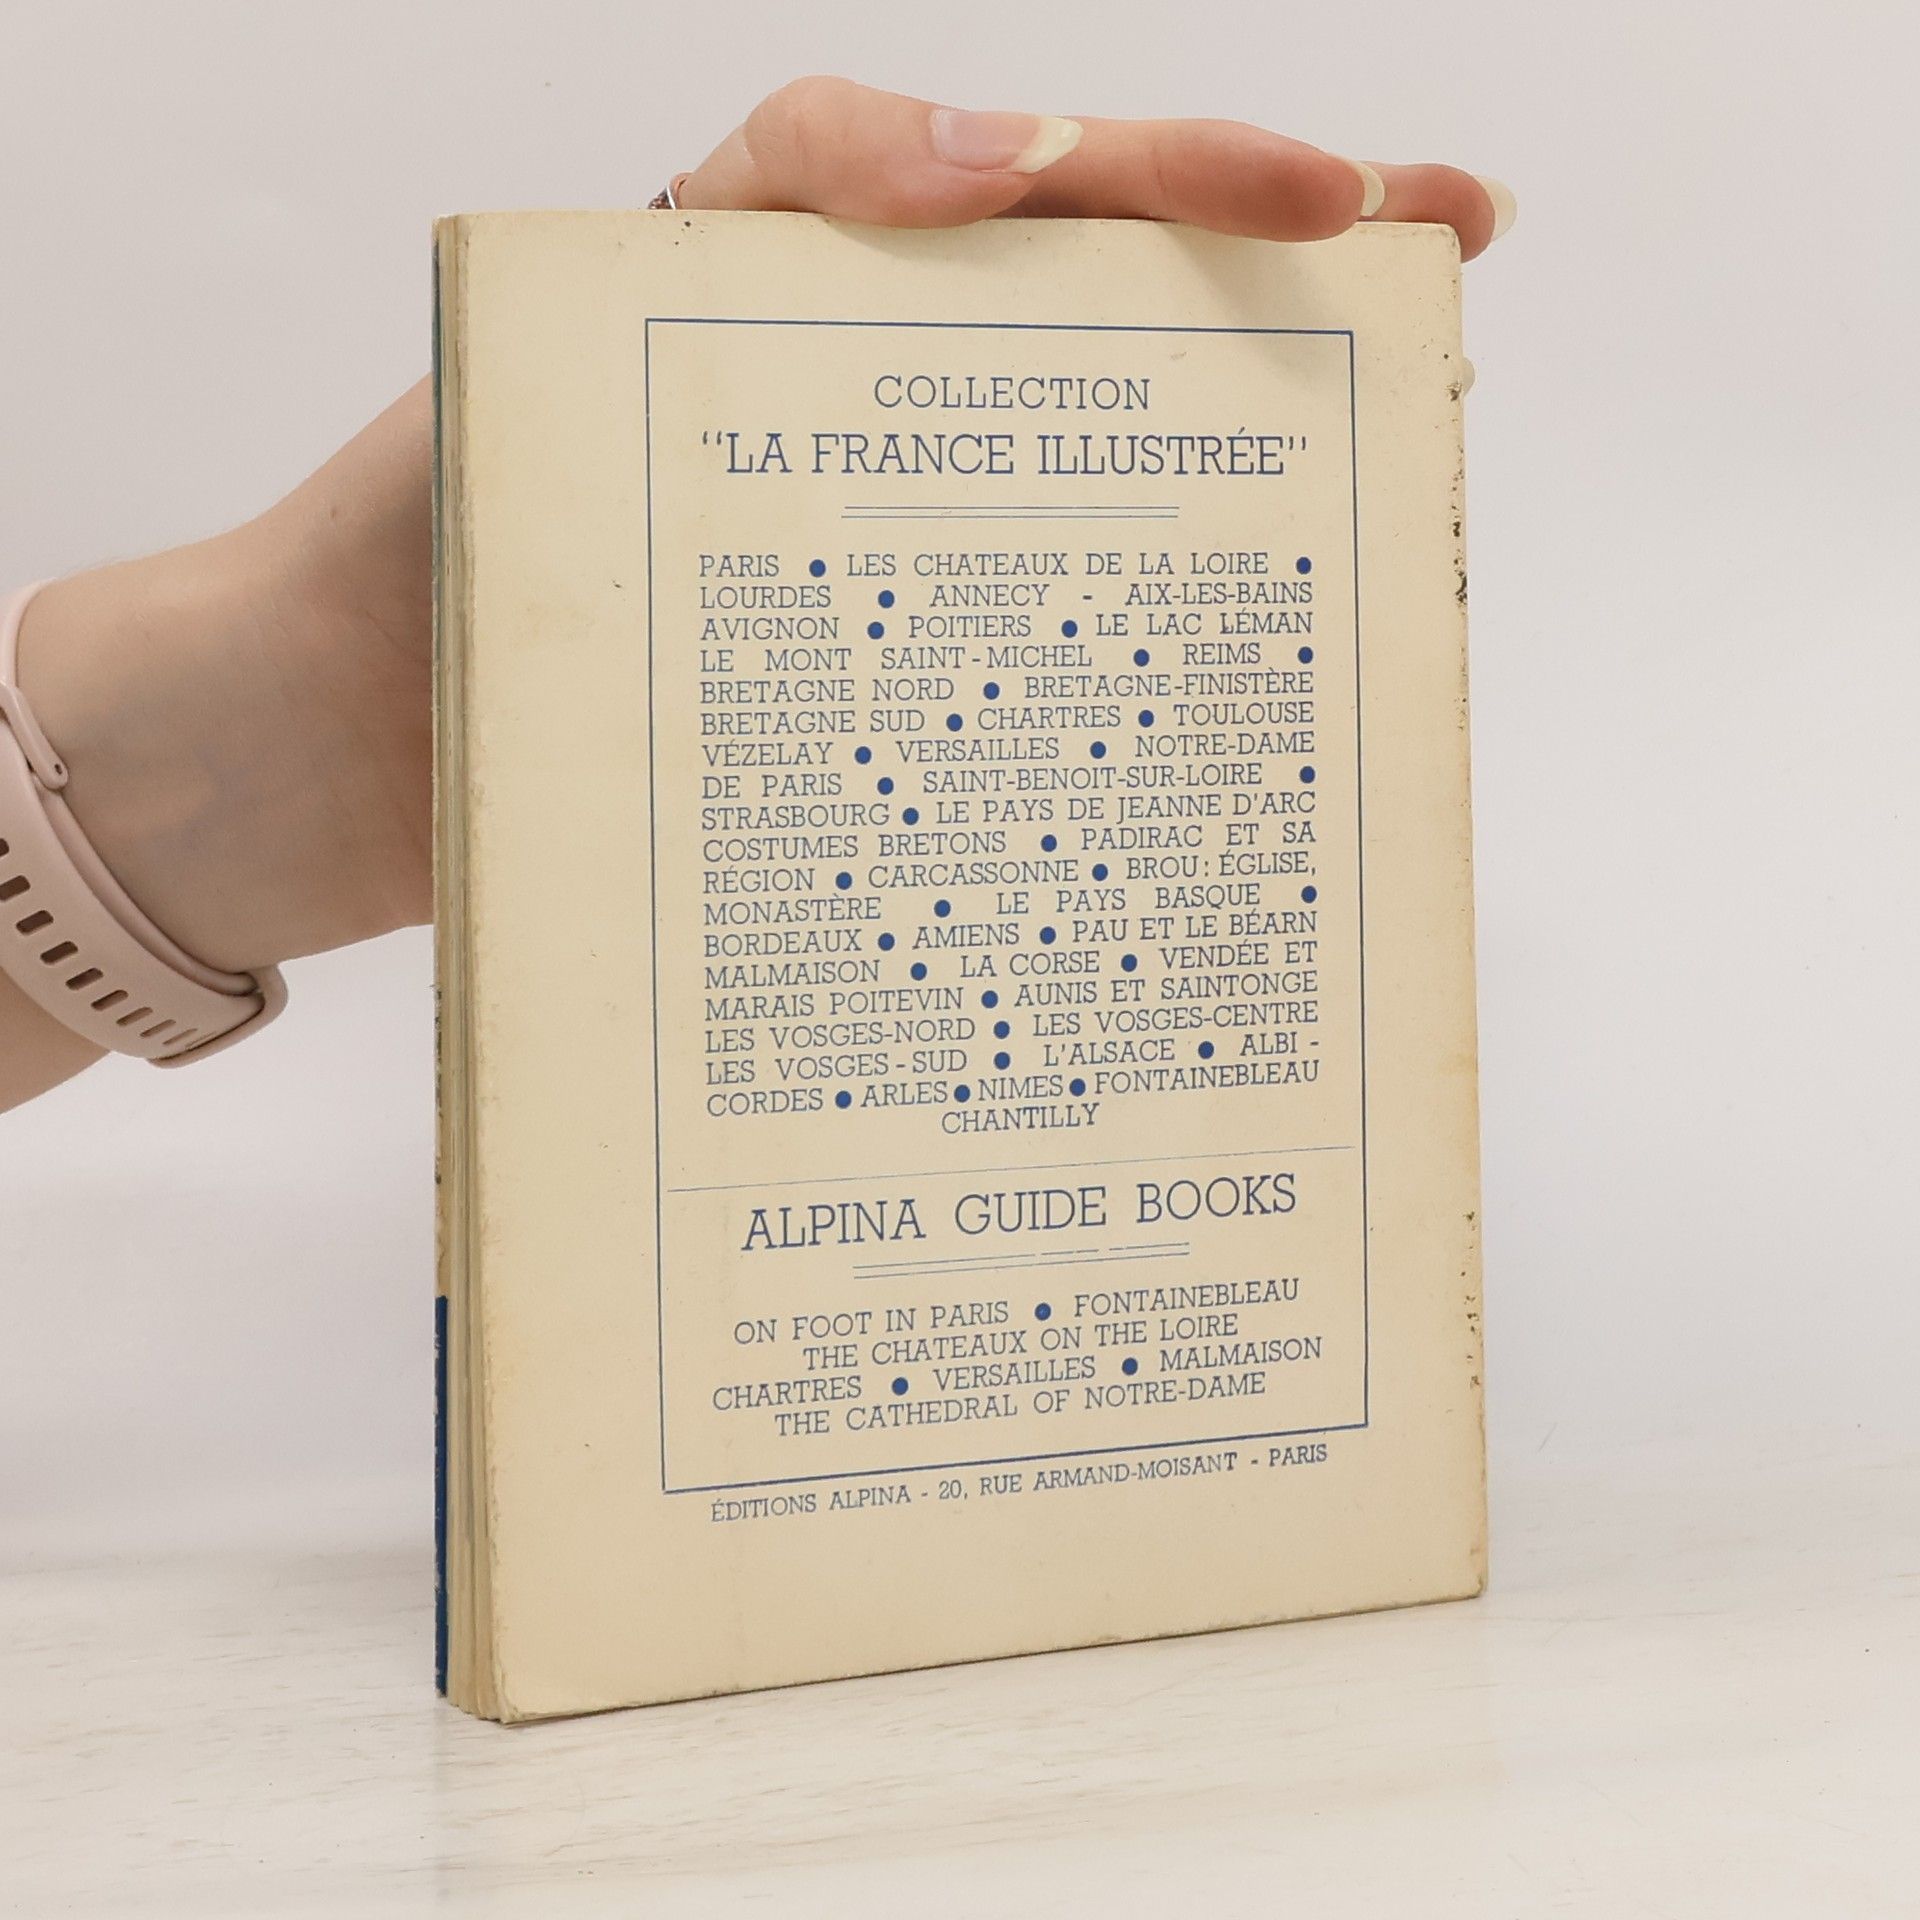 COLLECTION
"LA FRANCE ILLUSTRÉE"
PARIS ● LES CHATEAUX DE LA LOIRE ●
LOURDES ● ANNECY - AIX-LES-BAINS
AVIGNON ● POITIERS ● LE LAC LÉMAN
LE MONT SAINT-MICHEL ● REIMS ●
BRETAGNE NORD ● BRETAGNE-FINISTÈRE
BRETAGNE SUD ● CHARTRES ● TOULOUSE
VÉZELAY ● VERSAILLES ● NOTRE-DAME
DE PARIS ● SAINT-BENOIT-SUR-LOIRE ●
STRASBOURG ● LE PAYS DE JEANNE D'ARC
COSTUMES BRETONS ● PADIRAC ET SA
RÉGION ● CARCASSONNE ● BROU: ÉGLISE,
MONASTÈRE ● LE PAYS BASQUE ●
BORDEAUX ● AMIENS ● PAU ET LE BÉARN
MALMAISON ● LA CORSE ● VENDÉE ET
MARAIS POITEVIN ● AUNIS ET SAINTONGE
LES VOSGES-NORD ● LES VOSGES-CENTRE
LES VOSGES-SUD ● L'ALSACE ● ALBI -
CORDES ● ARLES ● NIMES ● FONTAINEBLEAU
CHANTILLY
ALPINA GUIDE BOOKS
ON FOOT IN PARIS ● FONTAINEBLEAU
THE CHATEAUX ON THE LOIRE
CHARTRES ● VERSAILLES ● MALMAISON
THE CATHEDRAL OF NOTRE-DAME
ÉDITIONS ALPINA - 20, RUE ARMAND-MOISANT - PARIS